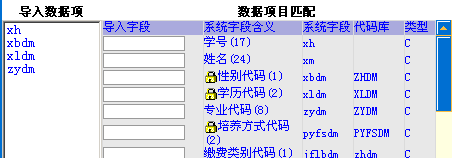 导入数据项 数据项目匹配
导入字段 系统字段含义 系统字段 代码库 类型
xh
xbdm
xldm
zydm
学号(17) xh C
姓名(24) xm C
性别代码(1) xbdm ZHDM C
学历代码(2) xldm XLDM C
专业代码(8) zydm ZYDM C
培养方式代码(2) pyfsdm PYFSDM C
缴费类别代码(1) jflbdm zhdm C